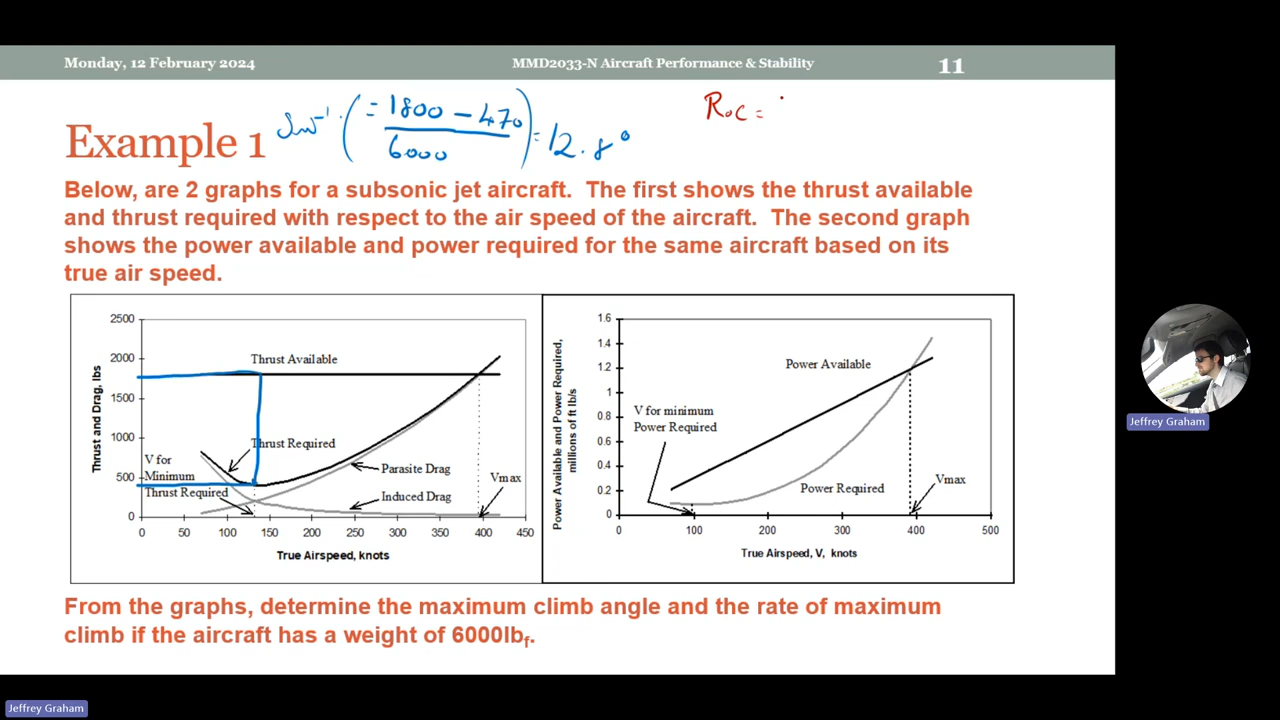 Monday, 12 February 2024
MMD2033-N Aircraft Performance & Stability
11
Example 1
Sin⁻¹ ( = 1800 - 470
6000 ) = 12.8°
RoC =
Below, are 2 graphs for a subsonic jet aircraft. The first shows the thrust available
and thrust required with respect to the air speed of the aircraft. The second graph
shows the power available and power required for the same aircraft based on its
true air speed.
2500
2000
1500
1000
500
0
Thrust and Drag, lbs
Thrust Available
Thrust Required
V for
Minimum
Thrust Required
Parasite Drag
Induced Drag
Vmax
0 50 100 150 200 250 300 350 400 450
True Airspeed, knots
1.6
1.4
1.2
1
0.8
0.6
0.4
0.2
0
Power Available and Power Required,
millions of ft lb/s
Power Available
V for minimum
Power Required
Power Required
Vmax
0 100 200 300 400 500
True Airspeed, V, knots
From the graphs, determine the maximum climb angle and the rate of maximum
climb if the aircraft has a weight of 6000lbf.
Jeffrey Graham
Jeffrey Graham